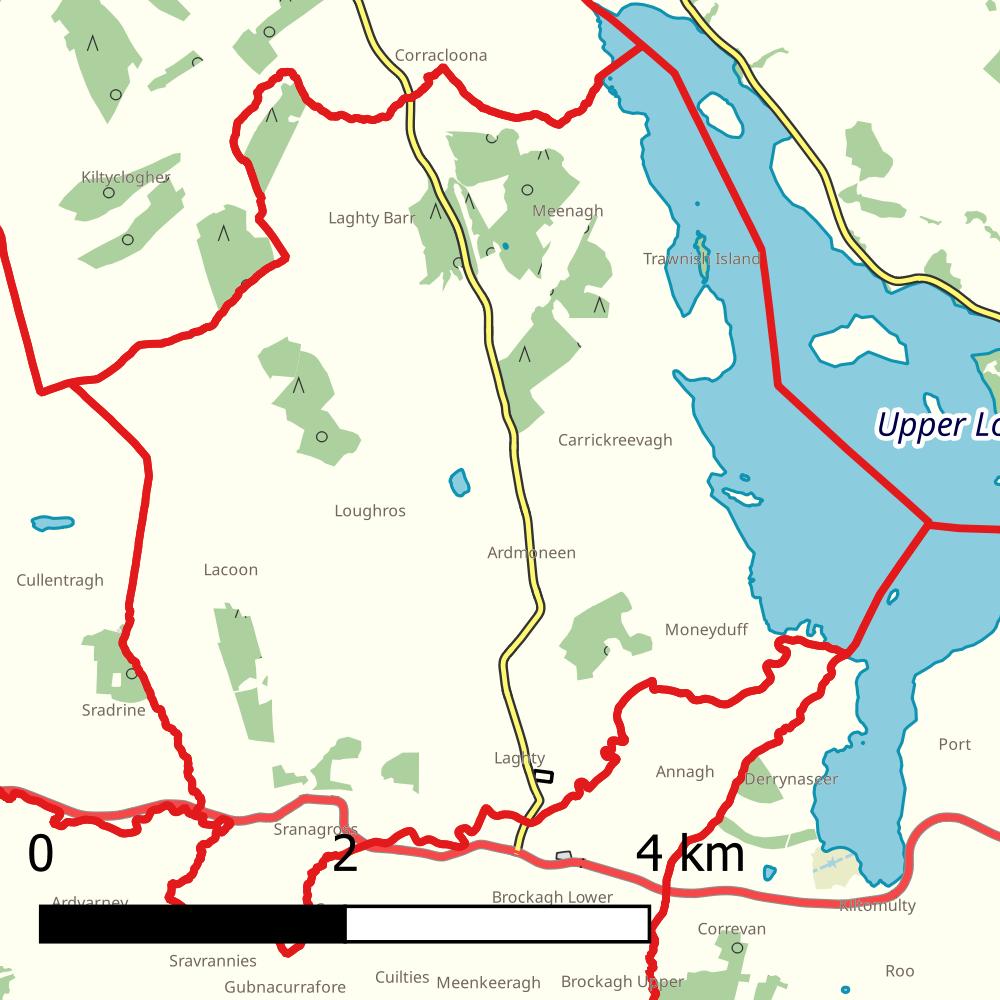 Corracloona
Kiltyclogher
Laghty Barr
Meenagh
Trawnish Island
Upper Lo
Carrickreevagh
Loughros
Ardmoneen
Cullentragh
Lacoon
Moneyduff
Sradrine
Laghty
Port
Annagh
Derrynaseer
Sranagross
0 2 4 km
Ardvarney
Brockagh Lower
Kiltomulty
Correvan
Sravrannies
Roo
Gubnacurrafore
Cuilties
Meenkeeragh
Brockagh Upper